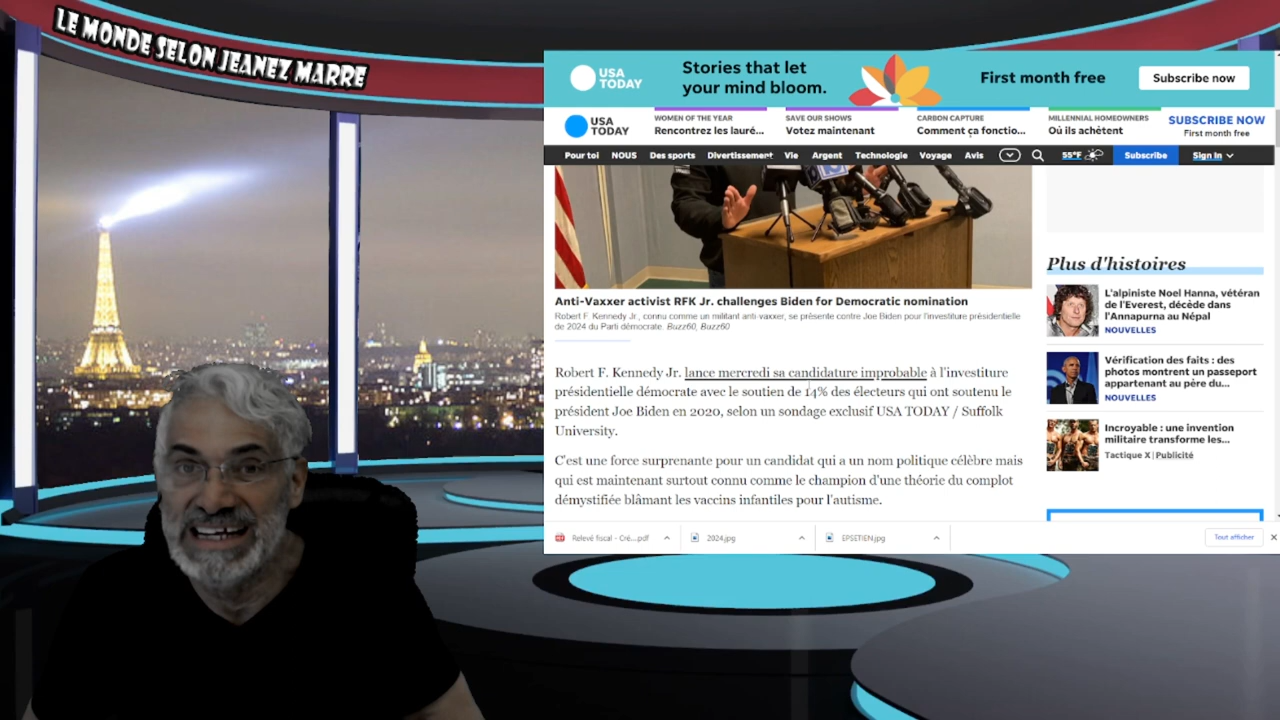 LE MONDE SELON JEANEZ MARRE
USA TODAY
Stories that let
your mind bloom.
First month free
Subscribe now
USA TODAY
WOMEN OF THE YEAR
Rencontrez les lauré...
SAVE OUR SHOWS
Votez maintenant
CARBON CAPTURE
Comment ça fonctio...
MILLENNIAL HOMEOWNERS
Où ils achètent
SUBSCRIBE NOW
First month free
Pour toi NOUS Des sports Divertissement Vie Argent Technologie Voyage Avis 55°F Subscribe Sign In
Anti-Vaxxer activist RFK Jr. challenges Biden for Democratic nomination
Robert F. Kennedy Jr., connu comme un militant anti-vaxxer, se présente contre Joe Biden pour l'investiture présidentielle
de 2024 du Parti démocrate. Buzz60, Buzz60
Robert F. Kennedy Jr. lance mercredi sa candidature improbable à l'investiture
présidentielle démocrate avec le soutien de 14% des électeurs qui ont soutenu le
président Joe Biden en 2020, selon un sondage exclusif USA TODAY / Suffolk
University.
C'est une force surprenante pour un candidat qui a un nom politique célèbre mais
qui est maintenant surtout connu comme le champion d'une théorie du complot
démystifiée blâmant les vaccins infantiles pour l'autisme.
Plus d'histoires
L'alpiniste Noel Hanna, vétéran
de l'Everest, décède dans
l'Annapurna au Népal
NOUVELLES
Vérification des faits : des
photos montrent un passeport
appartenant au père du...
NOUVELLES
Incroyable : une invention
militaire transforme les...
Tactique X | Publicité
Relevé fiscal - Cré....pdf
2024.jpg
EPSETIEN.jpg
Tout afficher